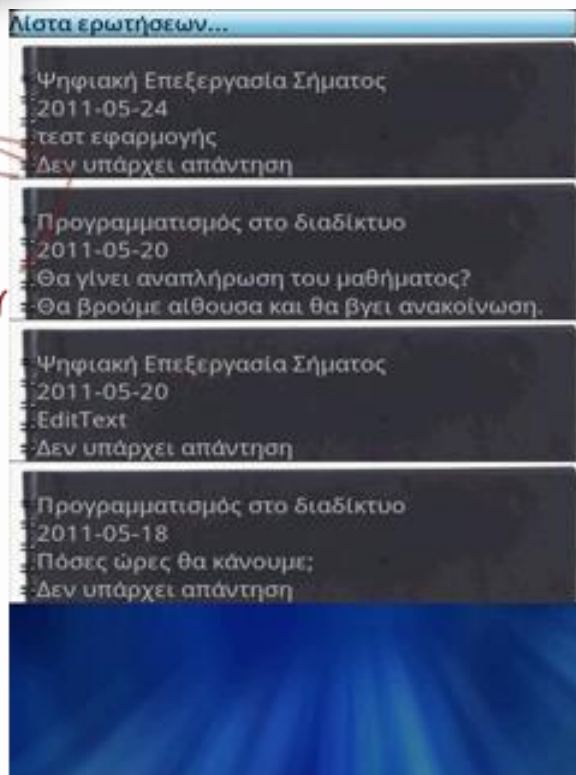 Λίστα ερωτήσεων...
Ψηφιακή Επεξεργασία Σήματος
2011-05-24
τεστ εφαρμογής
Δεν υπάρχει απάντηση
Προγραμματισμός στο διαδίκτυο
2011-05-20
Θα γίνει αναπλήρωση του μαθήματος?
Θα βρούμε αίθουσα και θα βγει ανακοίνωση.
Ψηφιακή Επεξεργασία Σήματος
2011-05-20
EditText
Δεν υπάρχει απάντηση
Προγραμματισμός στο διαδίκτυο
2011-05-18
Πόσες ώρες θα κάνουμε;
Δεν υπάρχει απάντηση